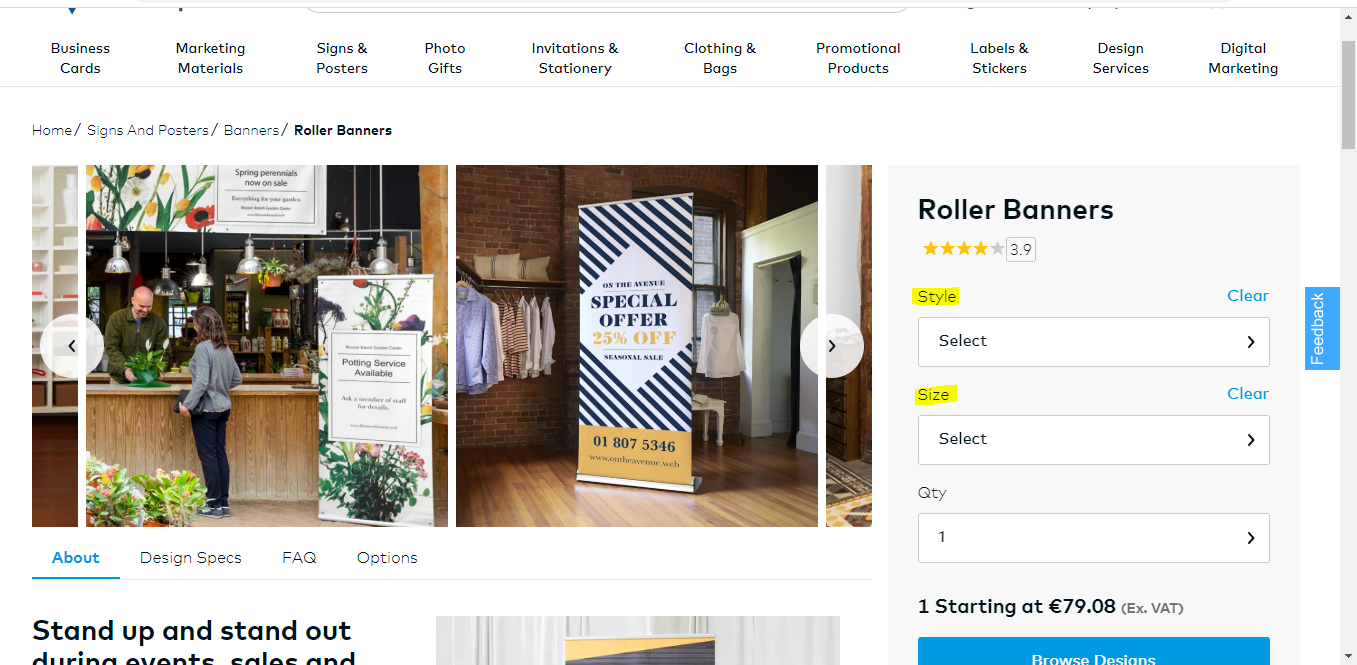 Business
Cards
Marketing
Materials
Signs &
Posters
Photo
Gifts
Invitations &
Stationery
Clothing &
Bags
Promotional
Products
Labels &
Stickers
Design
Services
Digital
Marketing
Home/ Signs And Posters/ Banners/ Roller Banners
Spring perennials
now on sale
Everything for your garden
Potting Service
Available
Ask a member of staff
for details.
ON THE AVENUE
SPECIAL
OFFER
25% OFF
SEASONAL SALE
01 807 5346
www.ontheavenue.web
Roller Banners
3.9
Style
Clear
Select
Size
Clear
Select
Qty
1
1 Starting at €79.08 (Ex. VAT)
Browse Designs
Feedback
About
Design Specs
FAQ
Options
Stand up and stand out
during events, sales and